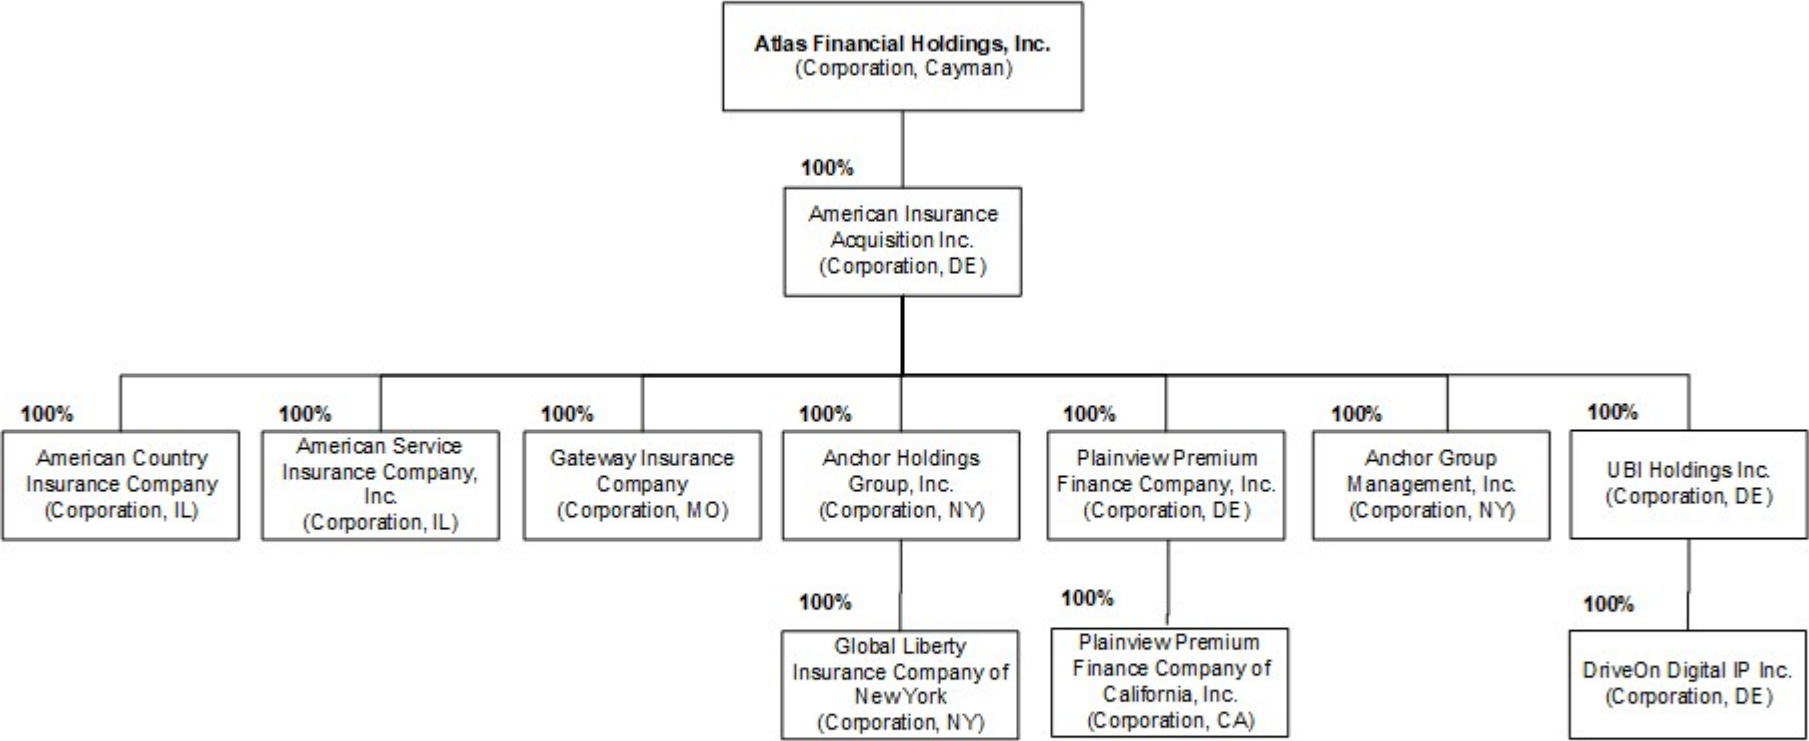 Atlas Financial Holdings, Inc.
(Corporation, Cayman)
100%
American Insurance
Acquisition Inc.
(Corporation, DE)
100%
American Country
Insurance Company
(Corporation, IL)
100%
American Service
Insurance Company,
Inc.
(Corporation, IL)
100%
Gateway Insurance
Company
(Corporation, MO)
100%
Anchor Holdings
Group, Inc.
(Corporation, NY)
100%
Plainview Premium
Finance Company, Inc.
(Corporation, DE)
100%
Anchor Group
Management, Inc.
(Corporation, NY)
100%
UBI Holdings Inc.
(Corporation, DE)
100%
Global Liberty
Insurance Company of
New York
(Corporation, NY)
100%
Plainview Premium
Finance Company of
California, Inc.
(Corporation, CA)
100%
DriveOn Digital IP Inc.
(Corporation, DE)